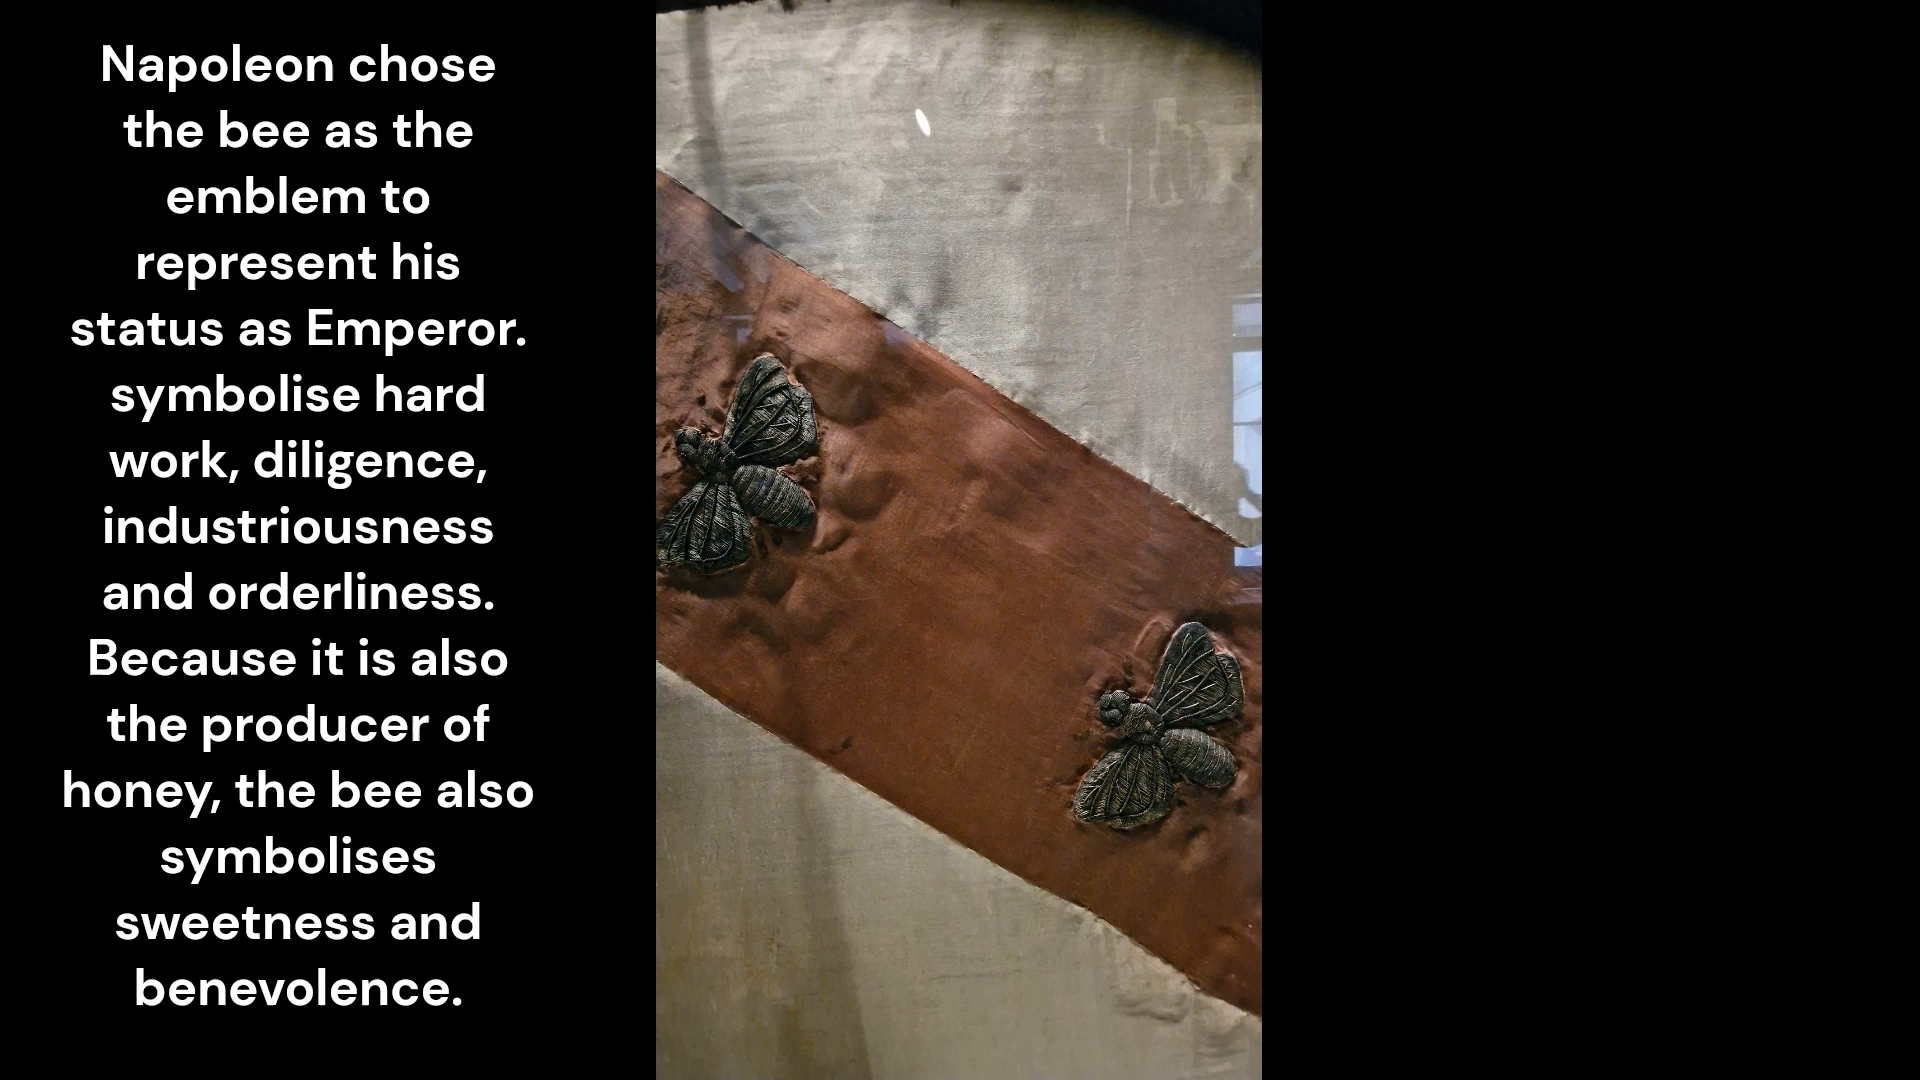 Napoleon chose
the bee as the
emblem to
represent his
status as Emperor.
symbolise hard
work, diligence,
industriousness
and orderliness.
Because it is also
the producer of
honey, the bee also
symbolises
sweetness and
benevolence.